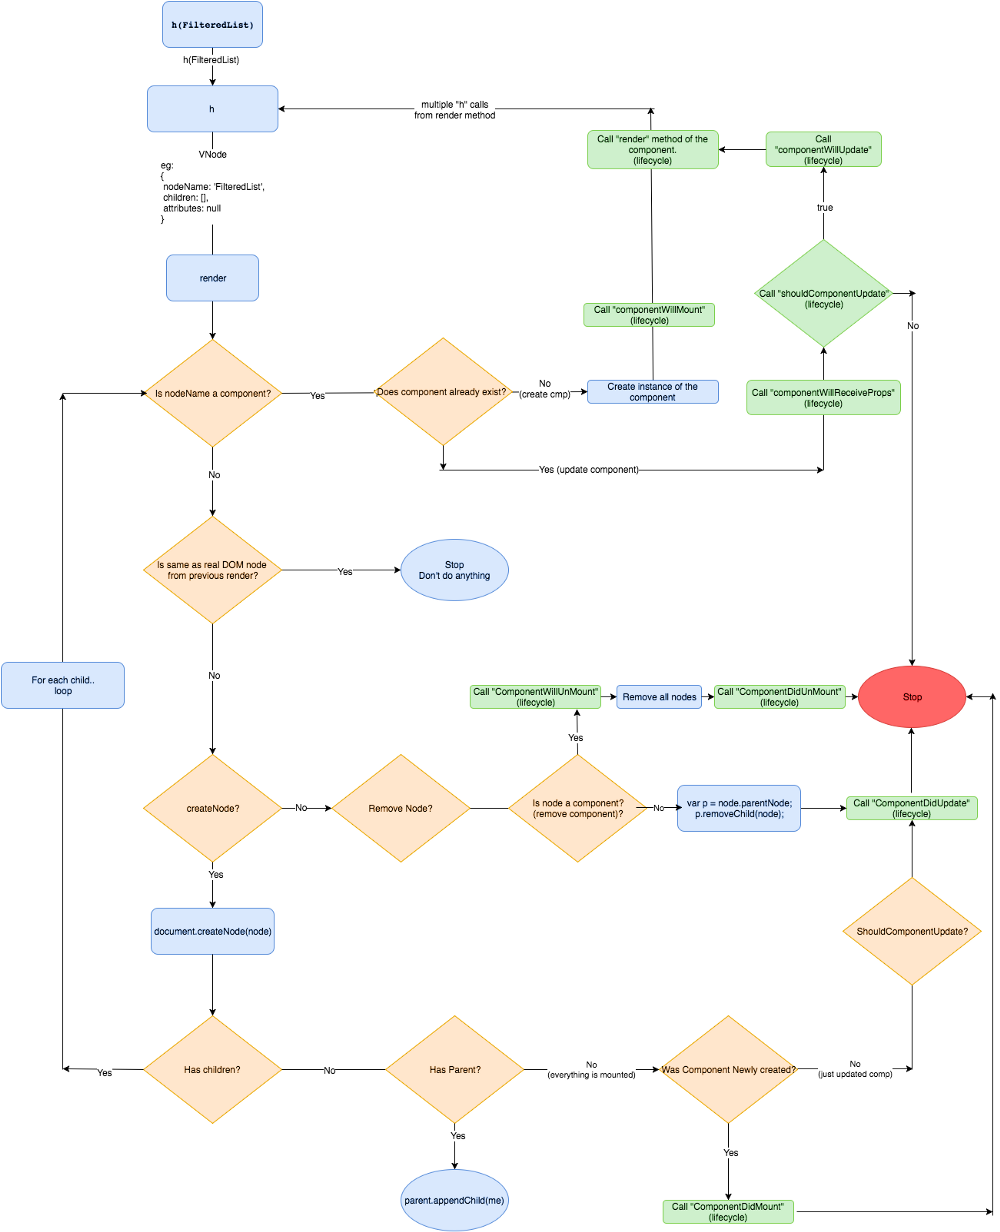 h(FilteredList)
h(FilteredList)
h
multiple "h" calls
from render method
VNode
eg:
{
nodeName: 'FilteredList',
children: [],
attributes: null
}
render
Call "render" method of the
component.
(lifecycle)
Call
"componentWillUpdate"
(lifecycle)
true
Call "shouldComponentUpdate"
(lifecycle)
No
Call "componentWillMount"
(lifecycle)
Is nodeName a component?
Yes
Does component already exist?
No
(create cmp)
Create instance of the
component
Call "componentWillReceiveProps"
(lifecycle)
Yes (update component)
No
Is same as real DOM node
from previous render?
Yes
Stop
Don't do anything
No
For each child..
loop
Call "ComponentWillUnMount"
(lifecycle)
Remove all nodes
Call "ComponentDidUnMount"
(lifecycle)
Stop
Yes
createNode?
No
Remove Node?
Is node a component?
(remove component)?
No
var p = node.parentNode;
p.removeChild(node);
Call "ComponentDidUpdate"
(lifecycle)
Yes
document.createNode(node)
ShouldComponentUpdate?
Yes
Has children?
No
Has Parent?
No
(everything is mounted)
Was Component Newly created?
No
(just updated comp)
Yes
parent.appendChild(me)
Yes
Call "ComponentDidMount"
(lifecycle)